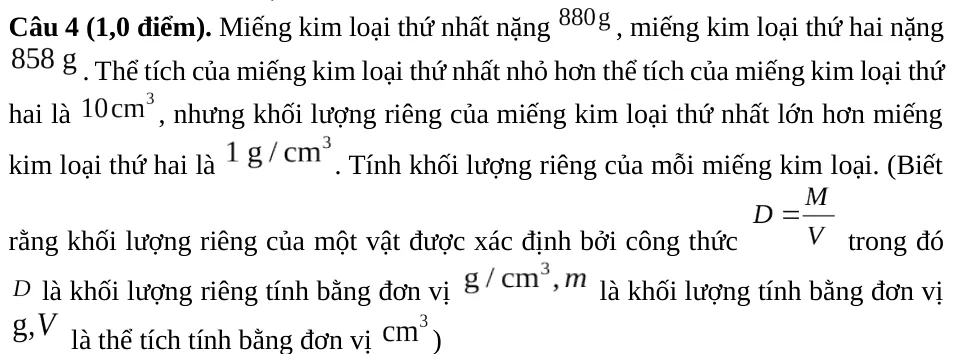 Câu 4 (1,0 điểm). Miếng kim loại thứ nhất nặng 880g , miếng kim loại thứ hai nặng
858 g . Thể tích của miếng kim loại thứ nhất nhỏ hơn thể tích của miếng kim loại thứ
hai là 10cm³ , nhưng khối lượng riêng của miếng kim loại thứ nhất lớn hơn miếng
kim loại thứ hai là 1 g / cm³ . Tính khối lượng riêng của mỗi miếng kim loại. (Biết
rằng khối lượng riêng của một vật được xác định bởi công thức D = M/V trong đó
D là khối lượng riêng tính bằng đơn vị g / cm³, m là khối lượng tính bằng đơn vị
g,V là thể tích tính bằng đơn vị cm³ )